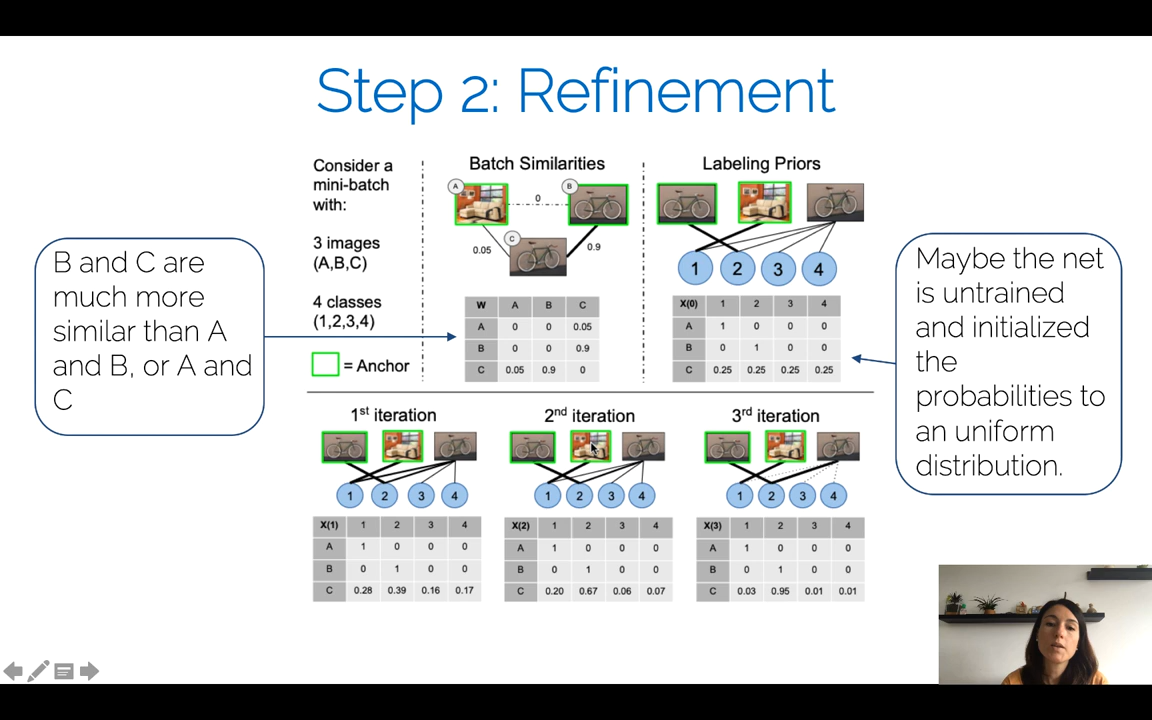 Step 2: Refinement
Consider a
mini-batch
with:
3 images
(A,B,C)
4 classes
(1,2,3,4)
= Anchor
Batch Similarities
A
B
0
C
0.05
0.9
W A B C
A 0 0 0.05
B 0 0 0.9
C 0.05 0.9 0
Labeling Priors
1 2 3 4
X(0) 1 2 3 4
A 1 0 0 0
B 0 1 0 0
C 0.25 0.25 0.25 0.25
B and C are
much more
similar than A
and B, or A and
C
Maybe the net
is untrained
and initialized
the
probabilities to
an uniform
distribution.
1st iteration
1 2 3 4
X(1) 1 2 3 4
A 1 0 0 0
B 0 1 0 0
C 0.28 0.39 0.16 0.17
2nd iteration
1 2 3 4
X(2) 1 2 3 4
A 1 0 0 0
B 0 1 0 0
C 0.20 0.67 0.06 0.07
3rd iteration
1 2 3 4
X(3) 1 2 3 4
A 1 0 0 0
B 0 1 0 0
C 0.03 0.95 0.01 0.01